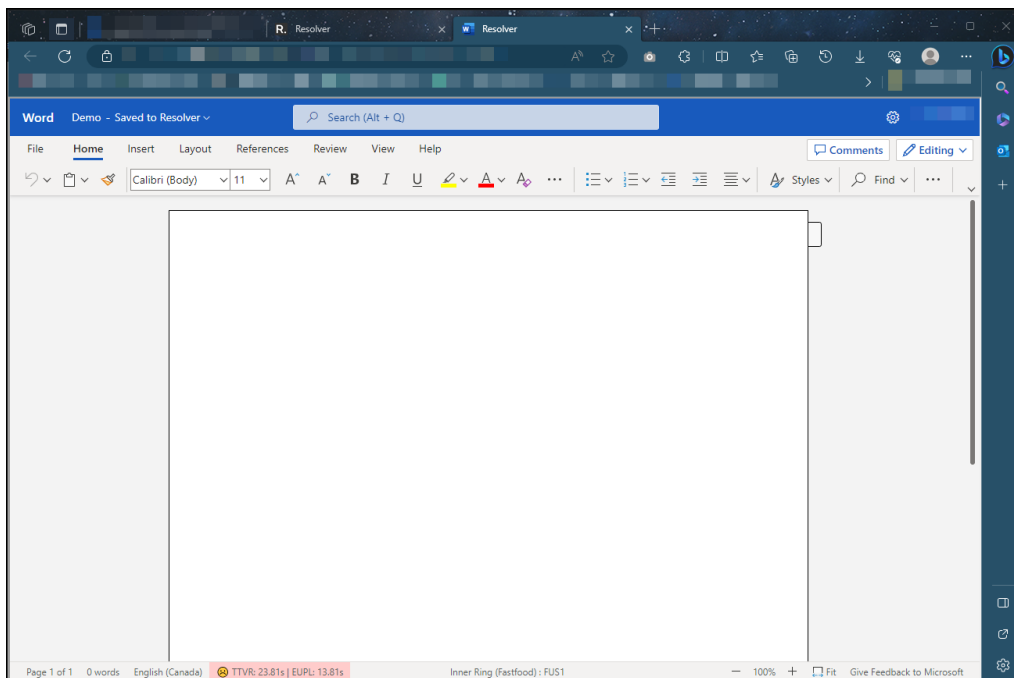 R. Resolver
Resolver
Word Demo - Saved to Resolver
Search (Alt + Q)
File Home Insert Layout References Review View Help
Comments Editing
Calibri (Body) 11 A A B I U A A Styles Find
Page 1 of 1 0 words English (Canada) TTVR: 23.81s | EUPL: 13.81s Inner Ring (Fastfood) : FUS1 100% Fit Give Feedback to Microsoft